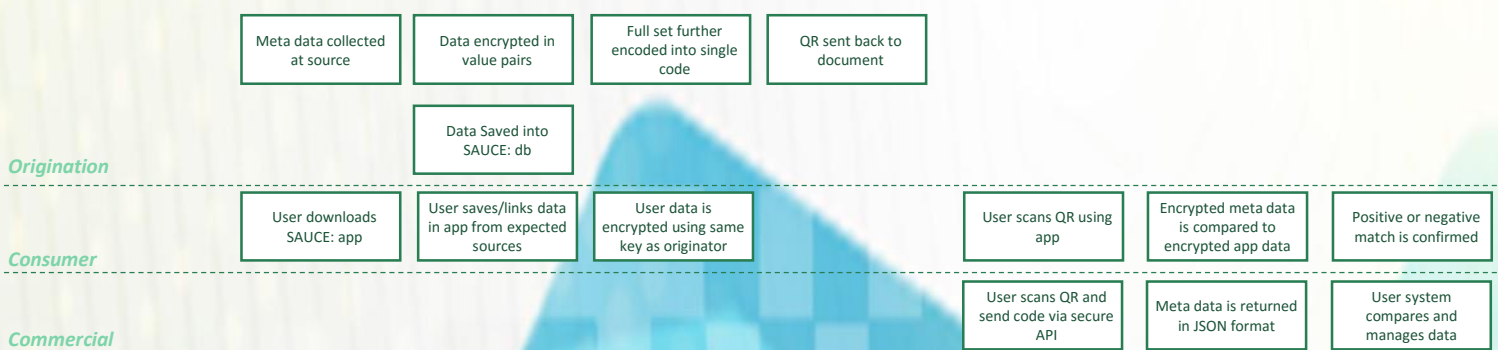 Meta data collected
at source
Data encrypted in
value pairs
Full set further
encoded into single
code
QR sent back to
document
Data Saved into
SAUCE: db
Origination
User downloads
SAUCE: app
User saves/links data
in app from expected
sources
User data is
encrypted using same
key as originator
User scans QR using
app
Encrypted meta data
is compared to
encrypted app data
Positive or negative
match is confirmed
Consumer
User scans QR and
send code via secure
API
Meta data is returned
in JSON format
User system
compares and
manages data
Commercial